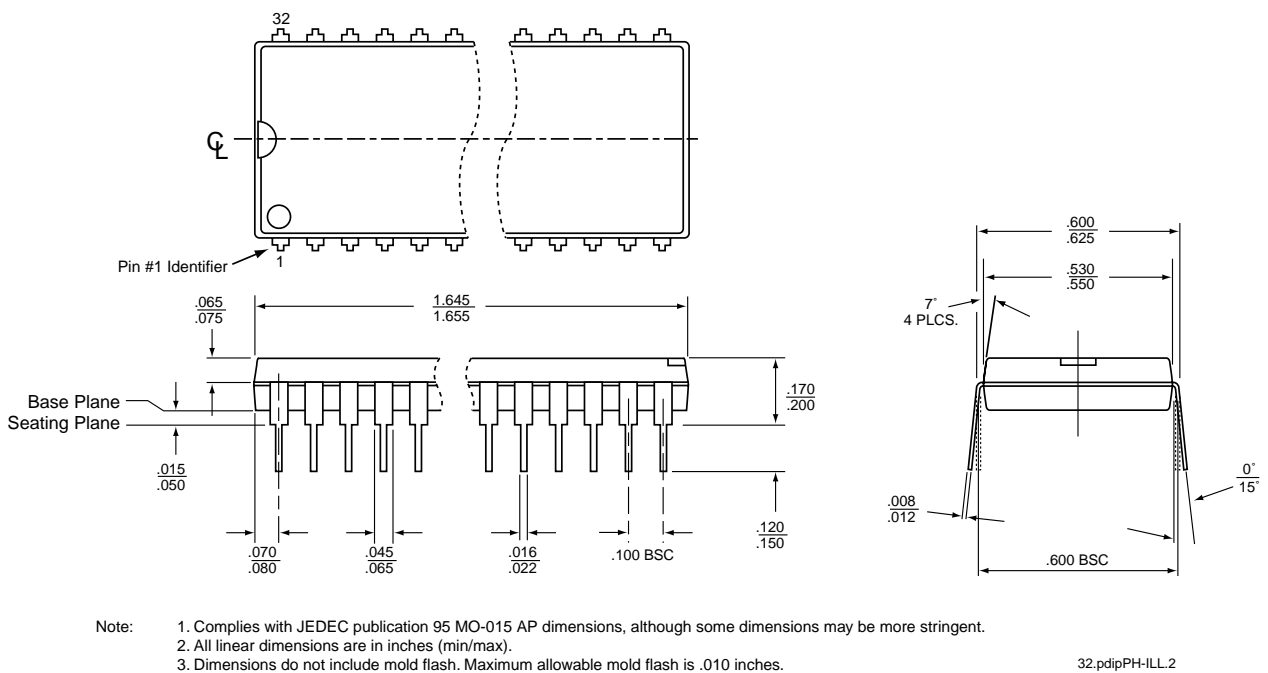 32
℄
Pin #1 Identifier
1
.600
.625
.530
.550
7°
4 PLCS.
.065
.075
1.645
1.655
Base Plane
Seating Plane
.170
.200
.015
.050
.070
.080
.045
.065
.016
.022
.100 BSC
.120
.150
.008
.012
0°
15°
.600 BSC
Note: 1. Complies with JEDEC publication 95 MO-015 AP dimensions, although some dimensions may be more stringent.
2. All linear dimensions are in inches (min/max).
3. Dimensions do not include mold flash. Maximum allowable mold flash is .010 inches.
32.pdipPH-ILL.2